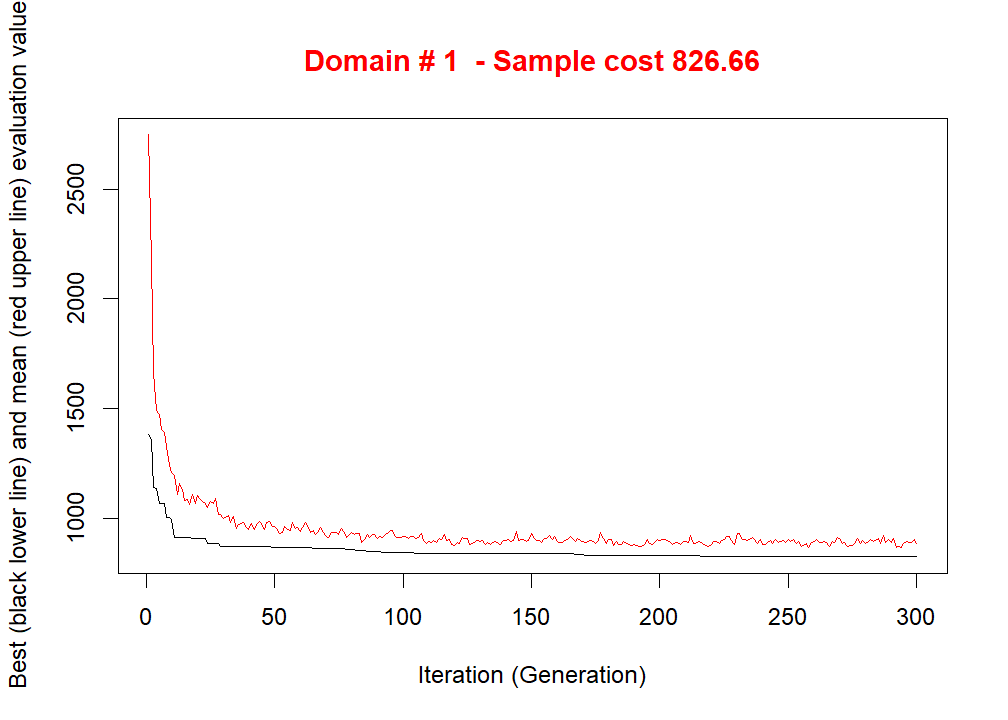 Domain # 1  - Sample cost 826.66
Best (black lower line) and mean (red upper line) evaluation value
2500
2000
1500
1000
0 50 100 150 200 250 300
Iteration (Generation)